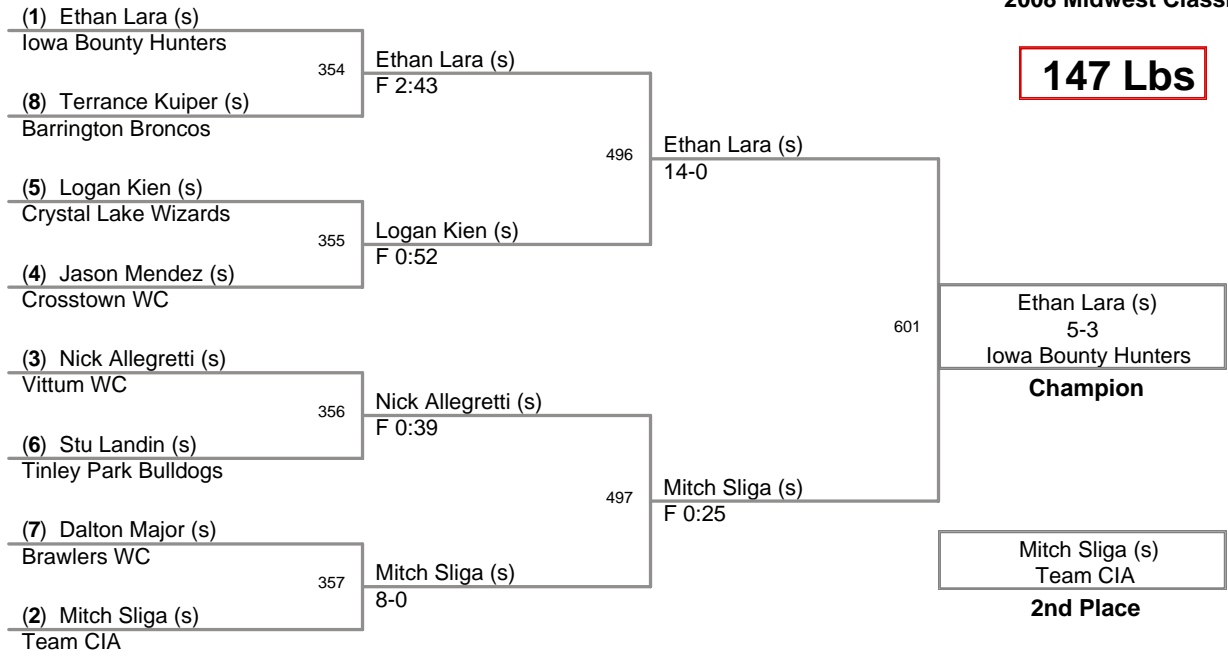 2008 Midwest
147 Lbs
(1) Ethan Lara (s)
Iowa Bounty Hunters
354
(8) Terrance Kuiper (s)
Barrington Broncos
Ethan Lara (s)
F 2:43
(5) Logan Kien (s)
Crystal Lake Wizards
355
(4) Jason Mendez (s)
Crosstown WC
Logan Kien (s)
F 0:52
496
Ethan Lara (s)
14-0
(3) Nick Allegretti (s)
Vittum WC
356
(6) Stu Landin (s)
Tinley Park Bulldogs
Nick Allegretti (s)
F 0:39
(7) Dalton Major (s)
Brawlers WC
357
(2) Mitch Sliga (s)
Team CIA
Mitch Sliga (s)
8-0
497
Mitch Sliga (s)
F 0:25
601
Ethan Lara (s)
5-3
Iowa Bounty Hunters
Champion
Mitch Sliga (s)
Team CIA
2nd Place